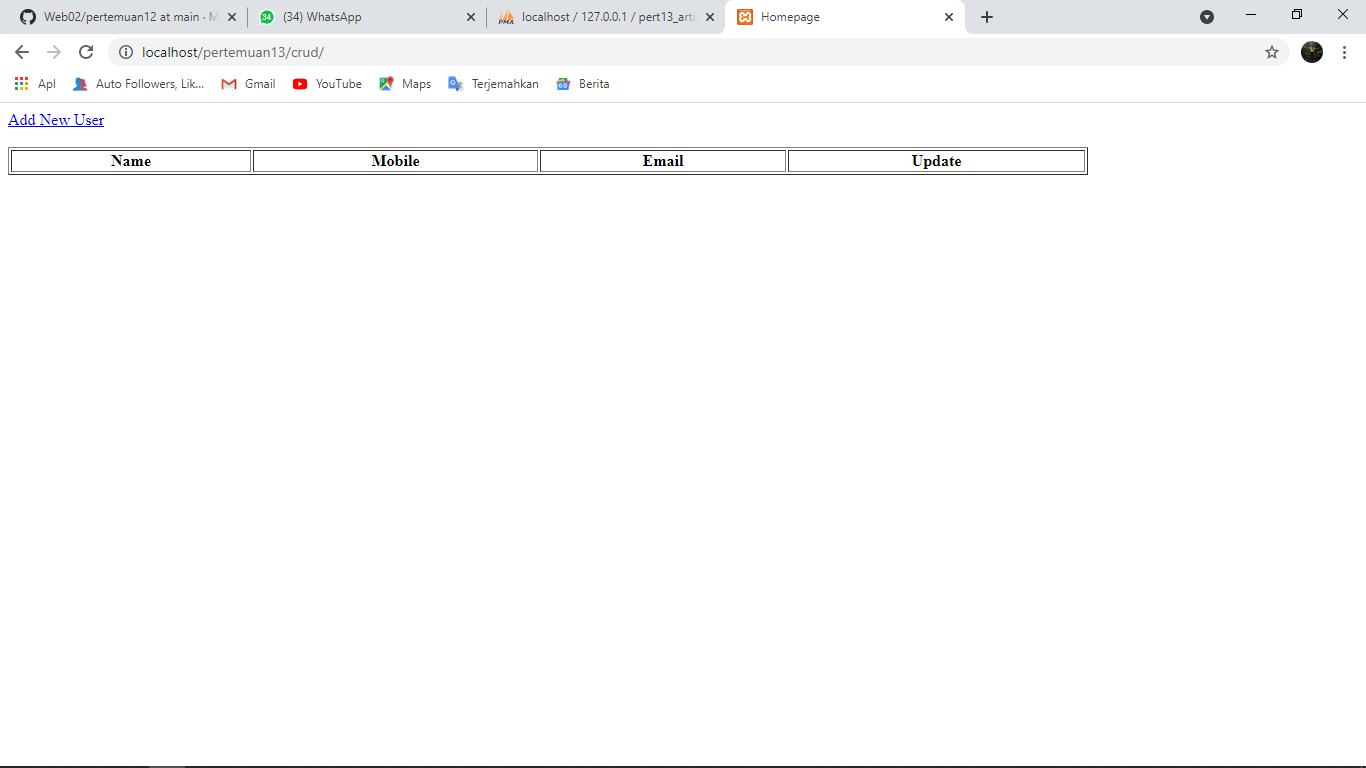 Web02/pertemuan12 at main · M
34 (34) WhatsApp
PMA localhost / 127.0.0.1 / pert13_arti
Homepage
localhost/pertemuan13/crud/
Apl Auto Followers, Lik... Gmail YouTube Maps Terjemahkan Berita
Add New User
Name Mobile Email Update